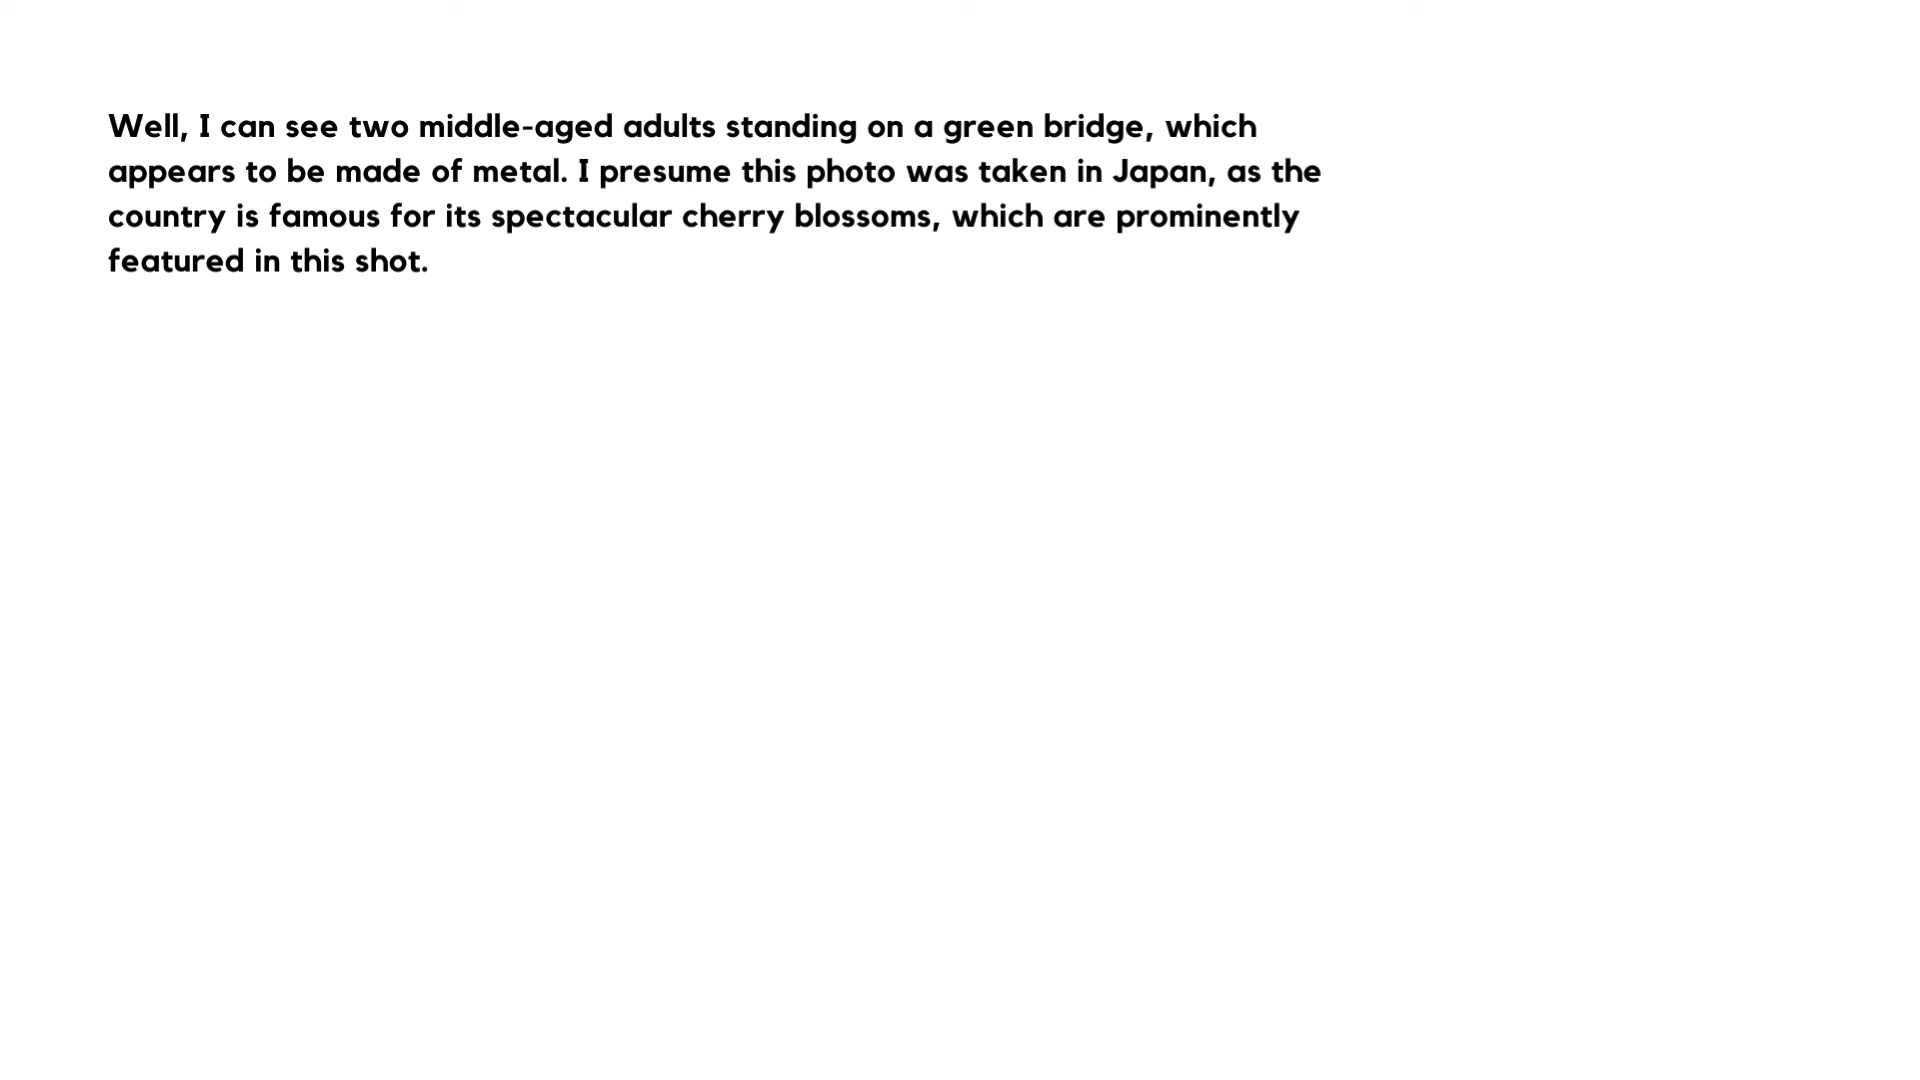 Well, I can see two middle-aged adults standing on a green bridge, which
appears to be made of metal. I presume this photo was taken in Japan, as the
country is famous for its spectacular cherry blossoms, which are prominently
featured in this shot.